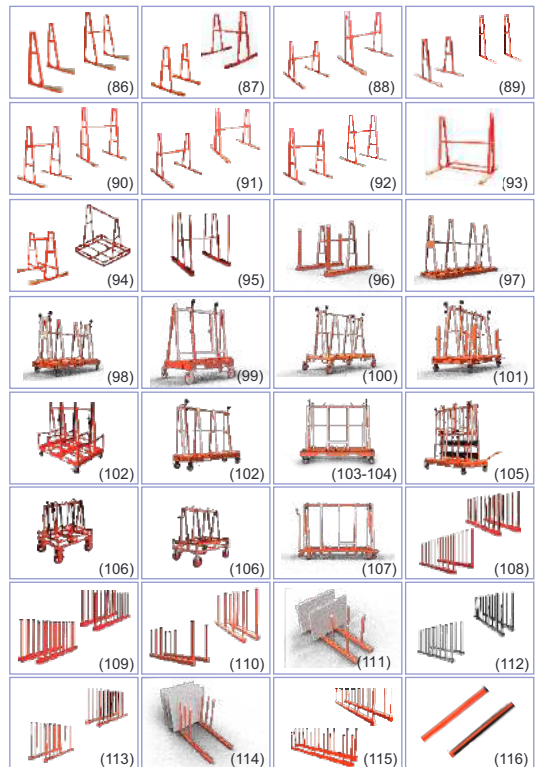 (86) (87) (88) (89)
(90) (91) (92) (93)
(94) (95) (96) (97)
(98) (99) (100) (101)
(102) (102) (103-104) (105)
(106) (106) (107) (108)
(109) (110) (111) (112)
(113) (114) (115) (116)